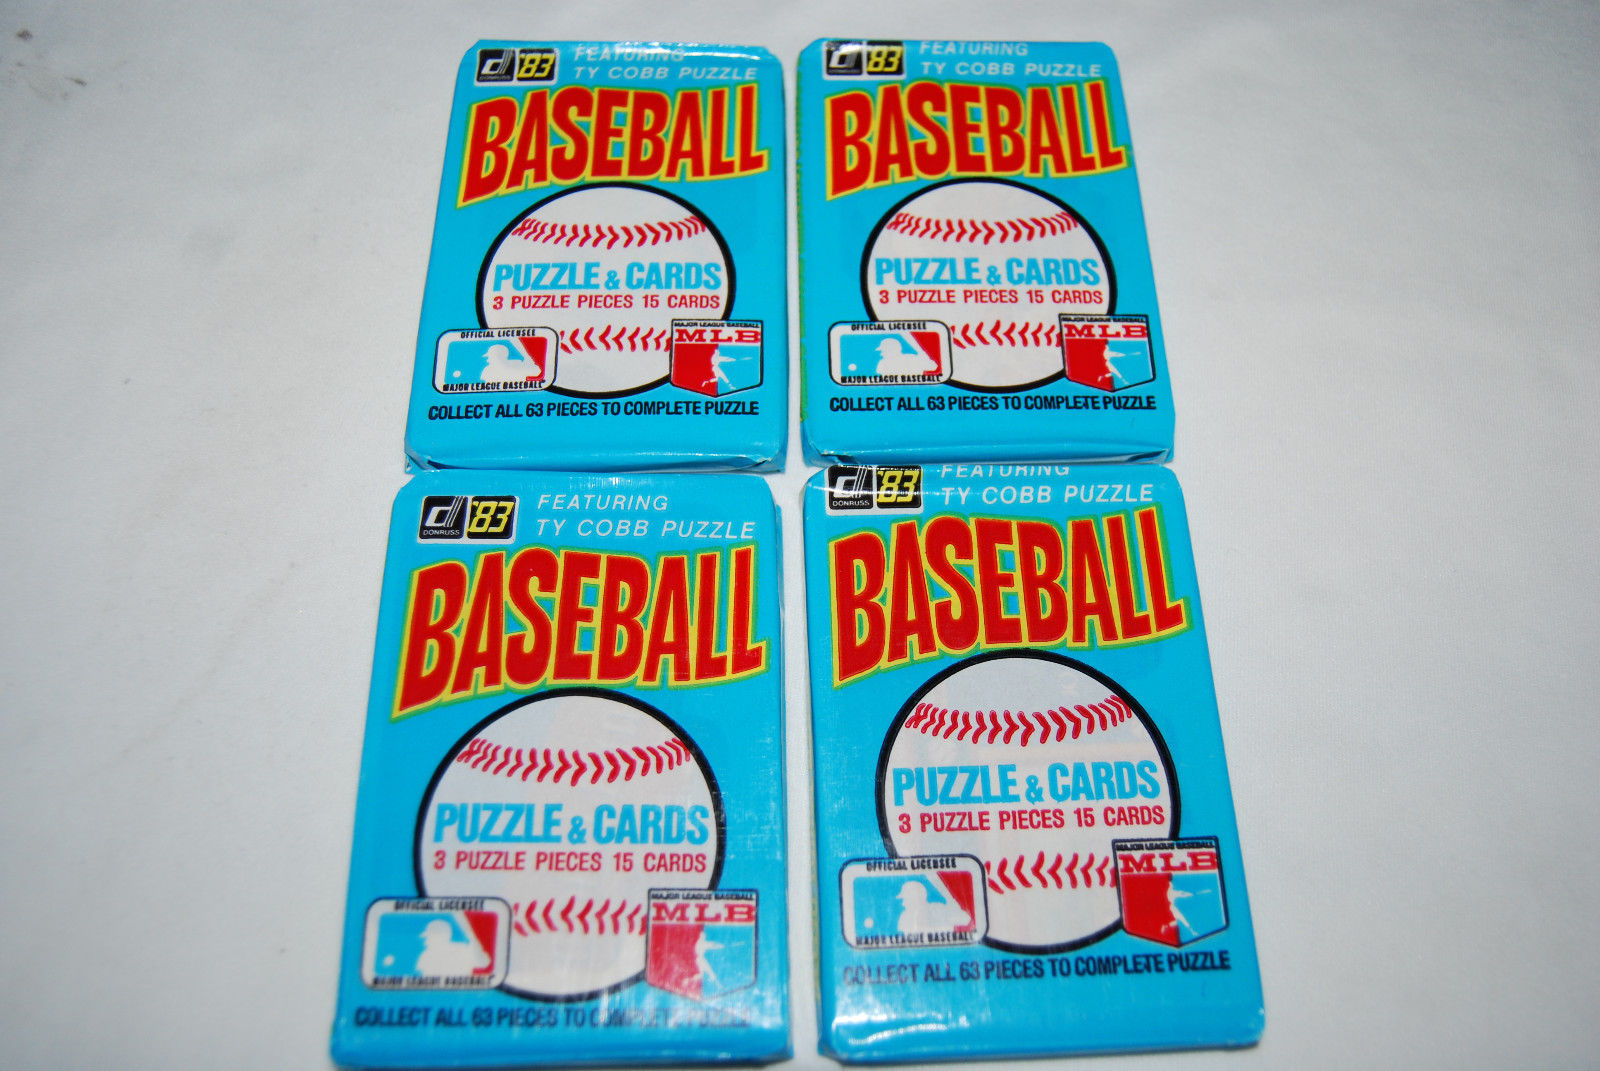 DONRUSS '83 FEATURING
TY COBB PUZZLE
BASEBALL
PUZZLE & CARDS
3 PUZZLE PIECES 15 CARDS
OFFICIAL LICENSEE
MAJOR LEAGUE BASEBALL
MAJOR LEAGUE BASEBALL
MLB
COLLECT ALL 63 PIECES TO COMPLETE PUZZLE
DONRUSS '83 FEATURING
TY COBB PUZZLE
BASEBALL
PUZZLE & CARDS
3 PUZZLE PIECES 15 CARDS
OFFICIAL LICENSEE
MAJOR LEAGUE BASEBALL
MAJOR LEAGUE BASEBALL
MLB
COLLECT ALL 63 PIECES TO COMPLETE PUZZLE
DONRUSS '83 FEATURING
TY COBB PUZZLE
BASEBALL
PUZZLE & CARDS
3 PUZZLE PIECES 15 CARDS
OFFICIAL LICENSEE
MAJOR LEAGUE BASEBALL
MAJOR LEAGUE BASEBALL
MLB
COLLECT ALL 63 PIECES TO COMPLETE PUZZLE
DONRUSS '83 FEATURING
TY COBB PUZZLE
BASEBALL
PUZZLE & CARDS
3 PUZZLE PIECES 15 CARDS
OFFICIAL LICENSEE
MAJOR LEAGUE BASEBALL
MAJOR LEAGUE BASEBALL
MLB
COLLECT ALL 63 PIECES TO COMPLETE PUZZLE